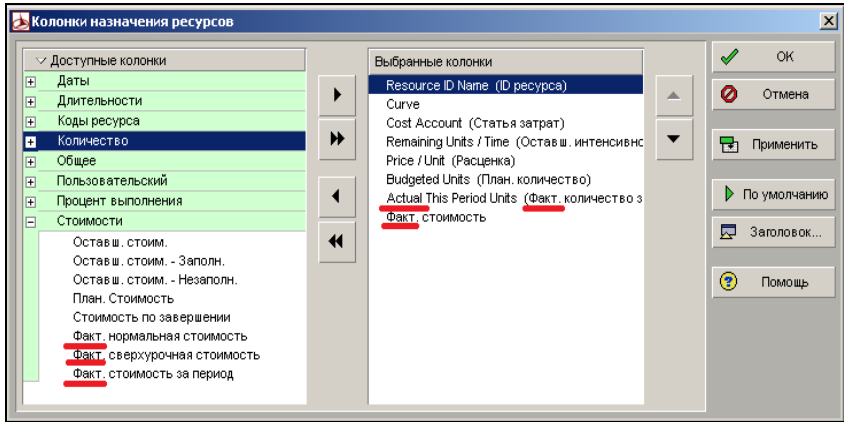 Колонки назначения ресурсов
Доступные колонки
Даты
Длительности
Коды ресурса
Количество
Общее
Пользовательский
Процент выполнения
Стоимости
Оставш. стоим.
Оставш. стоим. - Заполн.
Оставш. стоим. - Незаполн.
План. Стоимость
Стоимость по завершении
Факт. нормальная стоимость
Факт. сверхурочная стоимость
Факт. стоимость за период
Выбранные колонки
Resource ID Name (ID ресурса)
Curve
Cost Account (Статья затрат)
Remaining Units / Time (Оставш. интенсивнс
Price / Unit (Расценка)
Budgeted Units (План. количество)
Actual This Period Units (Факт. количество з
Факт. стоимость
OK
Отмена
Применить
По умолчанию
Заголовок...
Помощь